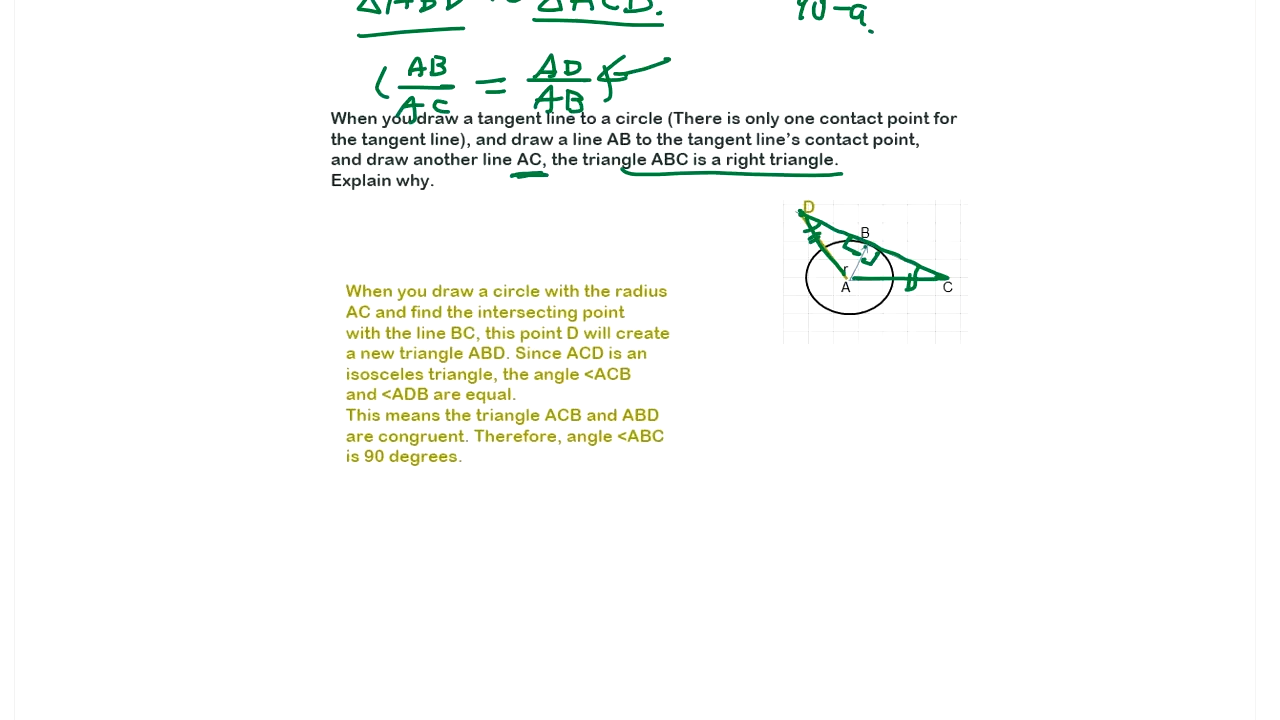 △ABD ∽ △ACD.
90-a
( AB = AD )
AC AB
When you draw a tangent line to a circle (There is only one contact point for
the tangent line), and draw a line AB to the tangent line's contact point,
and draw another line AC, the triangle ABC is a right triangle.
Explain why.
D
B
r
A
C
When you draw a circle with the radius
AC and find the intersecting point
with the line BC, this point D will create
a new triangle ABD. Since ACD is an
isosceles triangle, the angle <ACB
and <ADB are equal.
This means the triangle ACB and ABD
are congruent. Therefore, angle <ABC
is 90 degrees.